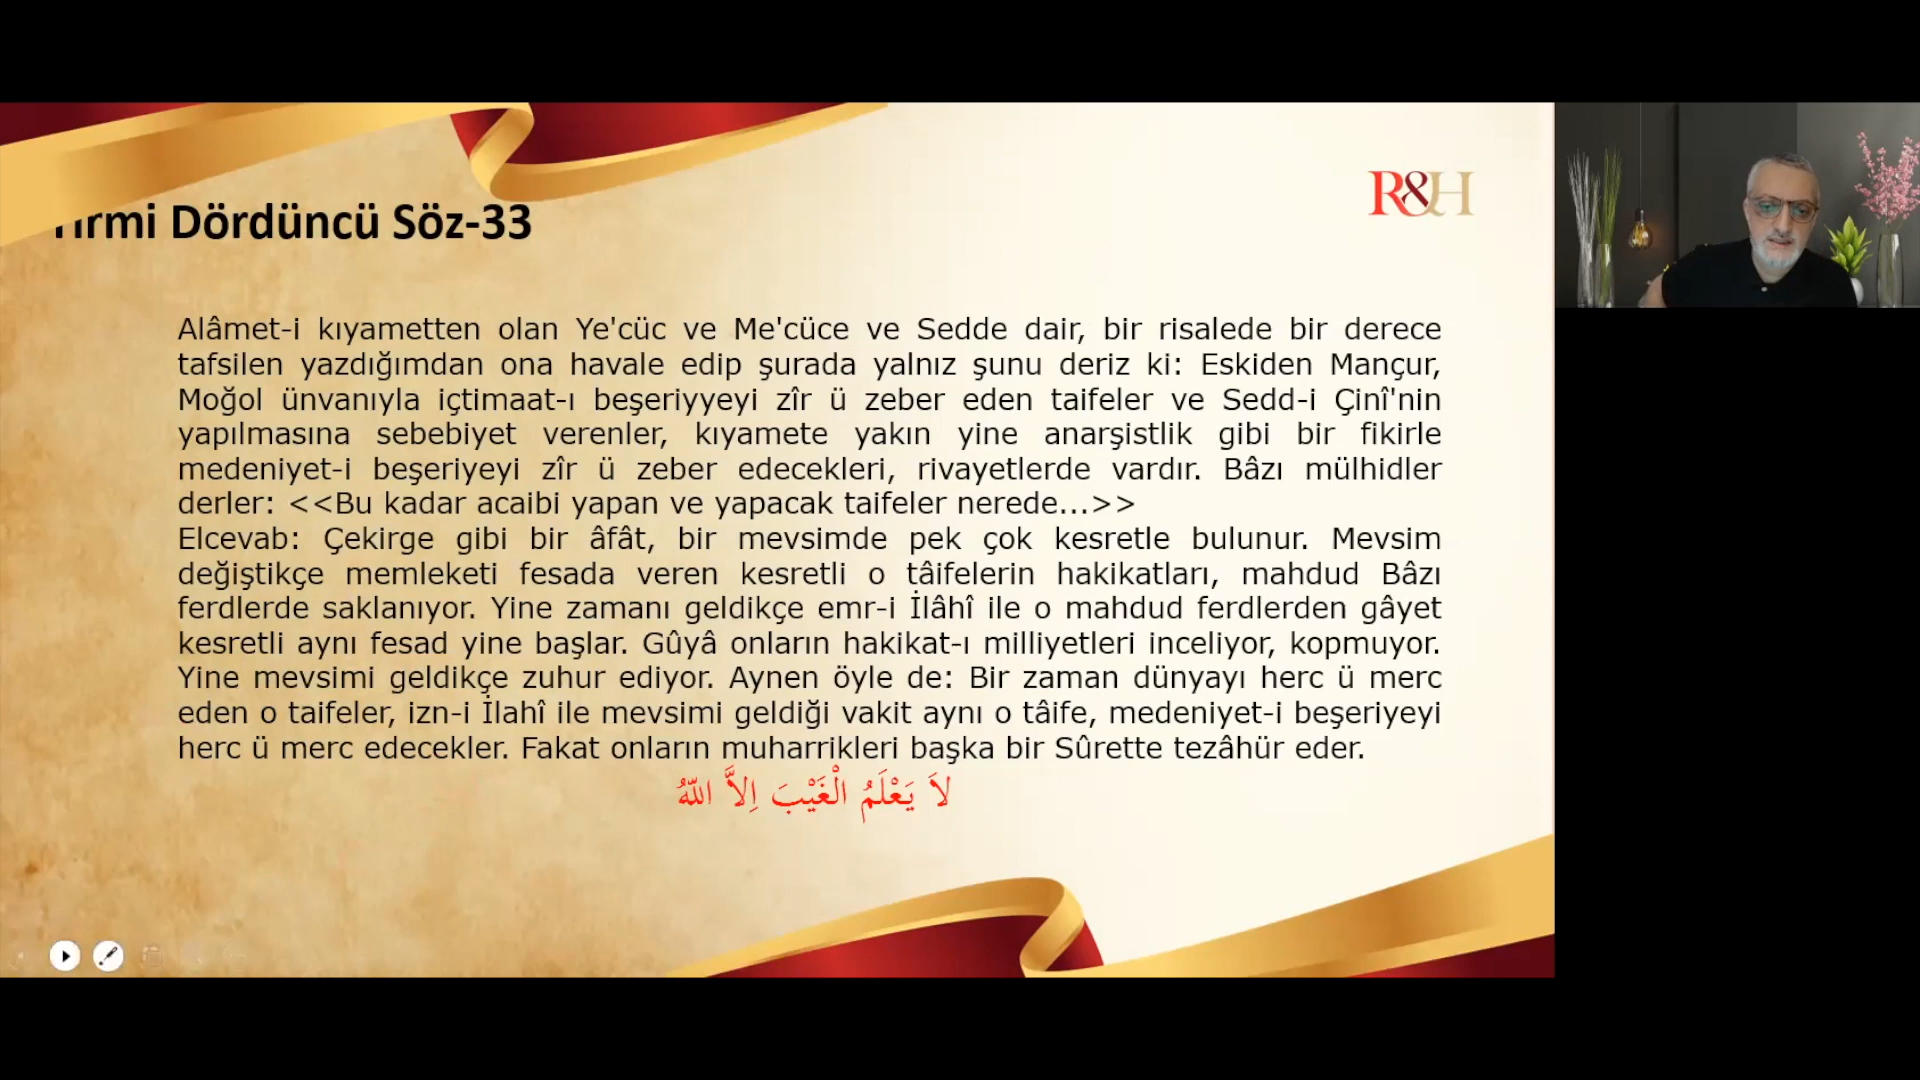 R&H
Yirmi Dördüncü Söz-33
Alâmet-i kıyametten olan Ye'cüc ve Me'cüce ve Sedde dair, bir risalede bir derece
tafsilen yazdığımdan ona havale edip şurada yalnız şunu deriz ki: Eskiden Mançur,
Moğol ünvanıyla içtimaat-ı beşeriyyeyi zîr ü zeber eden taifeler ve Sedd-i Çinî'nin
yapılmasına sebebiyet verenler, kıyamete yakın yine anarşistlik gibi bir fikirle
medeniyet-i beşeriyeyi zîr ü zeber edecekleri, rivayetlerde vardır. Bâzı mülhidler
derler: <<Bu kadar acaibi yapan ve yapacak taifeler nerede...>>
Elcevab: Çekirge gibi bir âfât, bir mevsimde pek çok kesretle bulunur. Mevsim
değiştikçe memleketi fesada veren kesretli o tâifelerin hakikatları, mahdud Bâzı
ferdlerde saklanıyor. Yine zamanı geldikçe emr-i İlâhî ile o mahdud ferdlerden gâyet
kesretli aynı fesad yine başlar. Gûyâ onların hakikat-ı milliyetleri inceliyor, kopmuyor.
Yine mevsimi geldikçe zuhur ediyor. Aynen öyle de: Bir zaman dünyayı herc ü merc
eden o taifeler, izn-i İlahî ile mevsimi geldiği vakit aynı o tâife, medeniyet-i beşeriyeyi
herc ü merc edecekler. Fakat onların muharrikleri başka bir Sûrette tezâhür eder.
لاَ يَعْلَمُ الْغَيْبَ اِلاَّ اللّٰهُ